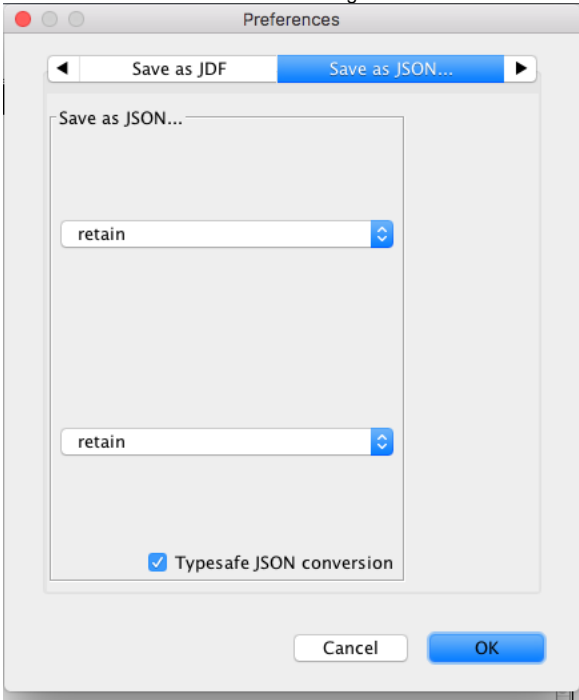 Preferences
Save as JDF
Save as JSON...
Save as JSON...
retain
retain
Typesafe JSON conversion
Cancel
OK